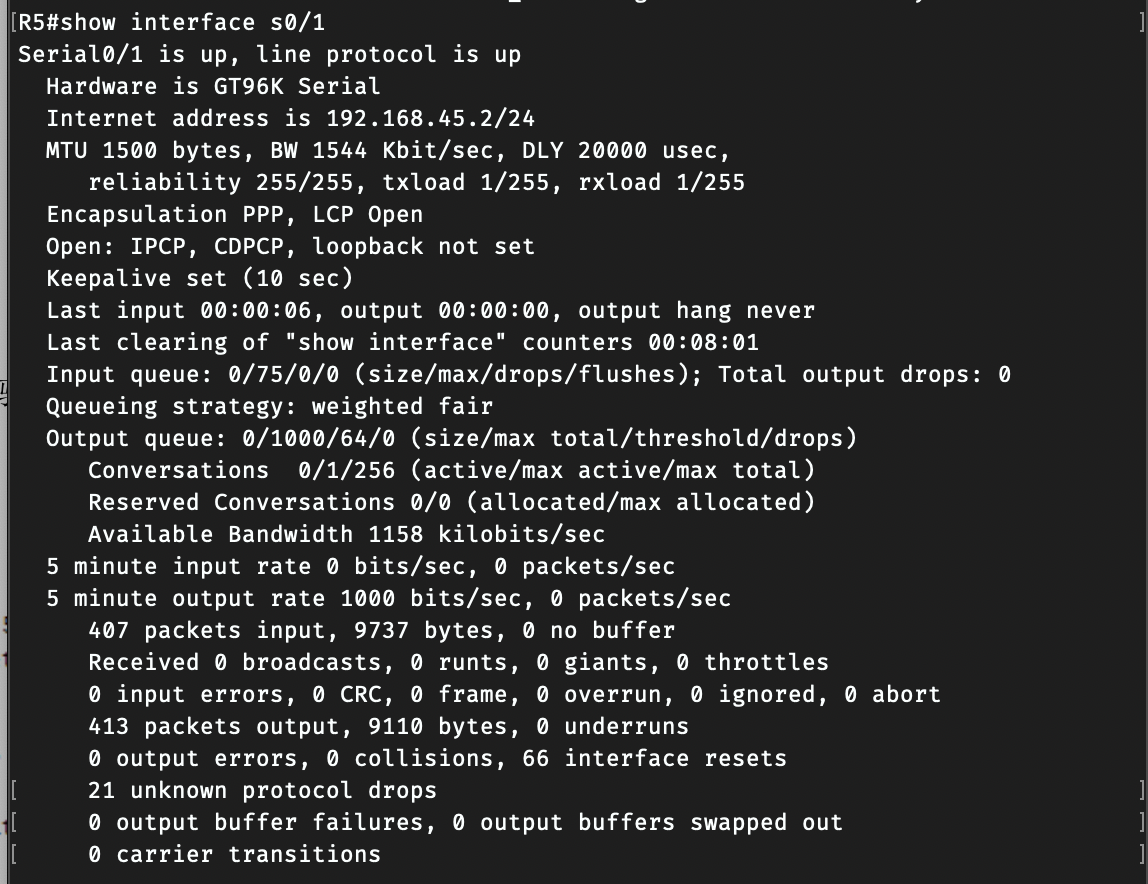 [R5#show interface s0/1 ]
Serial0/1 is up, line protocol is up
  Hardware is GT96K Serial
  Internet address is 192.168.45.2/24
  MTU 1500 bytes, BW 1544 Kbit/sec, DLY 20000 usec,
     reliability 255/255, txload 1/255, rxload 1/255
  Encapsulation PPP, LCP Open
  Open: IPCP, CDPCP, loopback not set
  Keepalive set (10 sec)
  Last input 00:00:06, output 00:00:00, output hang never
  Last clearing of "show interface" counters 00:08:01
  Input queue: 0/75/0/0 (size/max/drops/flushes); Total output drops: 0
  Queueing strategy: weighted fair
  Output queue: 0/1000/64/0 (size/max total/threshold/drops)
     Conversations  0/1/256 (active/max active/max total)
     Reserved Conversations 0/0 (allocated/max allocated)
     Available Bandwidth 1158 kilobits/sec
  5 minute input rate 0 bits/sec, 0 packets/sec
  5 minute output rate 1000 bits/sec, 0 packets/sec
     407 packets input, 9737 bytes, 0 no buffer
     Received 0 broadcasts, 0 runts, 0 giants, 0 throttles
     0 input errors, 0 CRC, 0 frame, 0 overrun, 0 ignored, 0 abort
     413 packets output, 9110 bytes, 0 underruns
     0 output errors, 0 collisions, 66 interface resets
[    21 unknown protocol drops ]
[    0 output buffer failures, 0 output buffers swapped out ]
[    0 carrier transitions ]